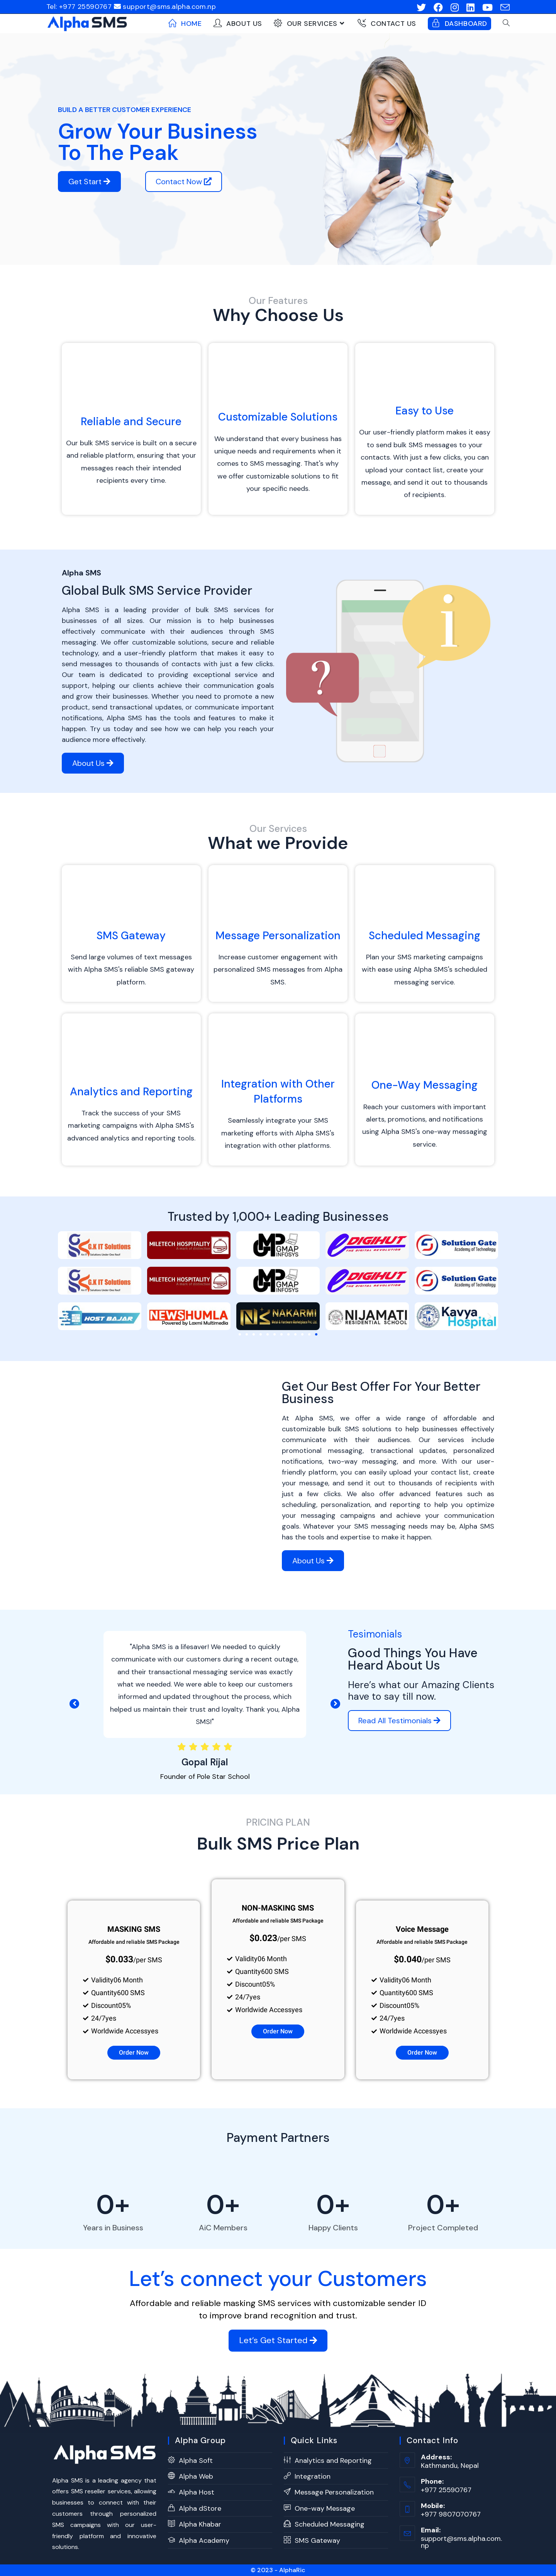 Tel: +977 25590767 support@sms.alpha.com.np
Alpha SMS
HOME
ABOUT US
OUR SERVICES
CONTACT US
DASHBOARD
BUILD A BETTER CUSTOMER EXPERIENCE
Grow Your Business
To The Peak
Get Start
Contact Now
Our Features
Why Choose Us
Reliable and Secure
Our bulk SMS service is built on a secure
and reliable platform, ensuring that your
messages reach their intended
recipients every time.
Customizable Solutions
We understand that every business has
unique needs and requirements when it
comes to SMS messaging. That's why
we offer customizable solutions to fit
your specific needs.
Easy to Use
Our user-friendly platform makes it easy
to send bulk SMS messages to your
contacts. With just a few clicks, you can
upload your contact list, create your
message, and send it out to thousands
of recipients.
Alpha SMS
Global Bulk SMS Service Provider
Alpha SMS is a leading provider of bulk SMS services for
businesses of all sizes. Our mission is to help businesses
effectively communicate with their audiences through SMS
messaging. We offer customizable solutions, secure and reliable
technology, and a user-friendly platform that makes it easy to
send messages to thousands of contacts with just a few clicks.
Our team is dedicated to providing exceptional service and
support, helping our clients achieve their communication goals
and grow their businesses. Whether you need to promote a new
product, send transactional updates, or communicate important
notifications, Alpha SMS has the tools and features to make it
happen. Try us today and see how we can help you reach your
audience more effectively.
About Us
?
i
Our Services
What we Provide
SMS Gateway
Send large volumes of text messages
with Alpha SMS's reliable SMS gateway
platform.
Message Personalization
Increase customer engagement with
personalized SMS messages from Alpha
SMS.
Scheduled Messaging
Plan your SMS marketing campaigns
with ease using Alpha SMS's scheduled
messaging service.
Analytics and Reporting
Track the success of your SMS
marketing campaigns with Alpha SMS's
advanced analytics and reporting tools.
Integration with Other
Platforms
Seamlessly integrate your SMS
marketing efforts with Alpha SMS's
integration with other platforms.
One-Way Messaging
Reach your customers with important
alerts, promotions, and notifications
using Alpha SMS's one-way messaging
service.
Trusted by 1,000+ Leading Businesses
G.K IT Solutions
MILETECH HOSPITALITY
GMAP
INFOSYS
DIGIHUT
THE DIGITAL REVOLUTION
Solution Gate
Academy of Technology
G.K IT Solutions
MILETECH HOSPITALITY
GMAP
INFOSYS
DIGIHUT
THE DIGITAL REVOLUTION
Solution Gate
Academy of Technology
HOST BAJAR
NEWSHUMLA
Powered by Laxmi Multimedia
NAKARMI
NIJAMATI
RESIDENTIAL SCHOOL
Kavya
Hospital
Get Our Best Offer For Your Better
Business
At Alpha SMS, we offer a wide range of affordable and
customizable bulk SMS solutions to help businesses effectively
communicate with their audiences. Our services include
promotional messaging, transactional updates, personalized
notifications, two-way messaging, and more. With our user-
friendly platform, you can easily upload your contact list, create
your message, and send it out to thousands of recipients with
just a few clicks. We also offer advanced features such as
scheduling, personalization, and reporting to help you optimize
your messaging campaigns and achieve your communication
goals. Whatever your SMS messaging needs may be, Alpha SMS
has the tools and expertise to make it happen.
About Us
"Alpha SMS is a lifesaver! We needed to quickly
communicate with our customers during a recent outage,
and their transactional messaging service was exactly
what we needed. We were able to keep our customers
informed and updated throughout the process, which
helped us maintain their trust and loyalty. Thank you, Alpha
SMS!"
Gopal Rijal
Founder of Pole Star School
Tesimonials
Good Things You Have
Heard About Us
Here's what our Amazing Clients
have to say till now.
Read All Testimonials
PRICING PLAN
Bulk SMS Price Plan
MASKING SMS
Affordable and reliable SMS Package
$0.033/per SMS
Validity06 Month
Quantity600 SMS
Discount05%
24/7yes
Worldwide Accessyes
Order Now
NON-MASKING SMS
Affordable and reliable SMS Package
$0.023/per SMS
Validity06 Month
Quantity600 SMS
Discount05%
24/7yes
Worldwide Accessyes
Order Now
Voice Message
Affordable and reliable SMS Package
$0.040/per SMS
Validity06 Month
Quantity600 SMS
Discount05%
24/7yes
Worldwide Accessyes
Order Now
Payment Partners
0+
Years in Business
0+
AiC Members
0+
Happy Clients
0+
Project Completed
Let's connect your Customers
Affordable and reliable masking SMS services with customizable sender ID
to improve brand recognition and trust.
Let's Get Started
Alpha SMS
Alpha SMS is a leading agency that
offers SMS reseller services, allowing
businesses to connect with their
customers through personalized
SMS campaigns with our user-
friendly platform and innovative
solutions.
Alpha Group
Alpha Soft
Alpha Web
Alpha Host
Alpha dStore
Alpha Khabar
Alpha Academy
Quick Links
Analytics and Reporting
Integration
Message Personalization
One-way Message
Scheduled Messaging
SMS Gateway
Contact Info
Address:
Kathmandu, Nepal
Phone:
+977 25590767
Mobile:
+977 9807070767
Email:
support@sms.alpha.com.
np
© 2023 - AlphaRic